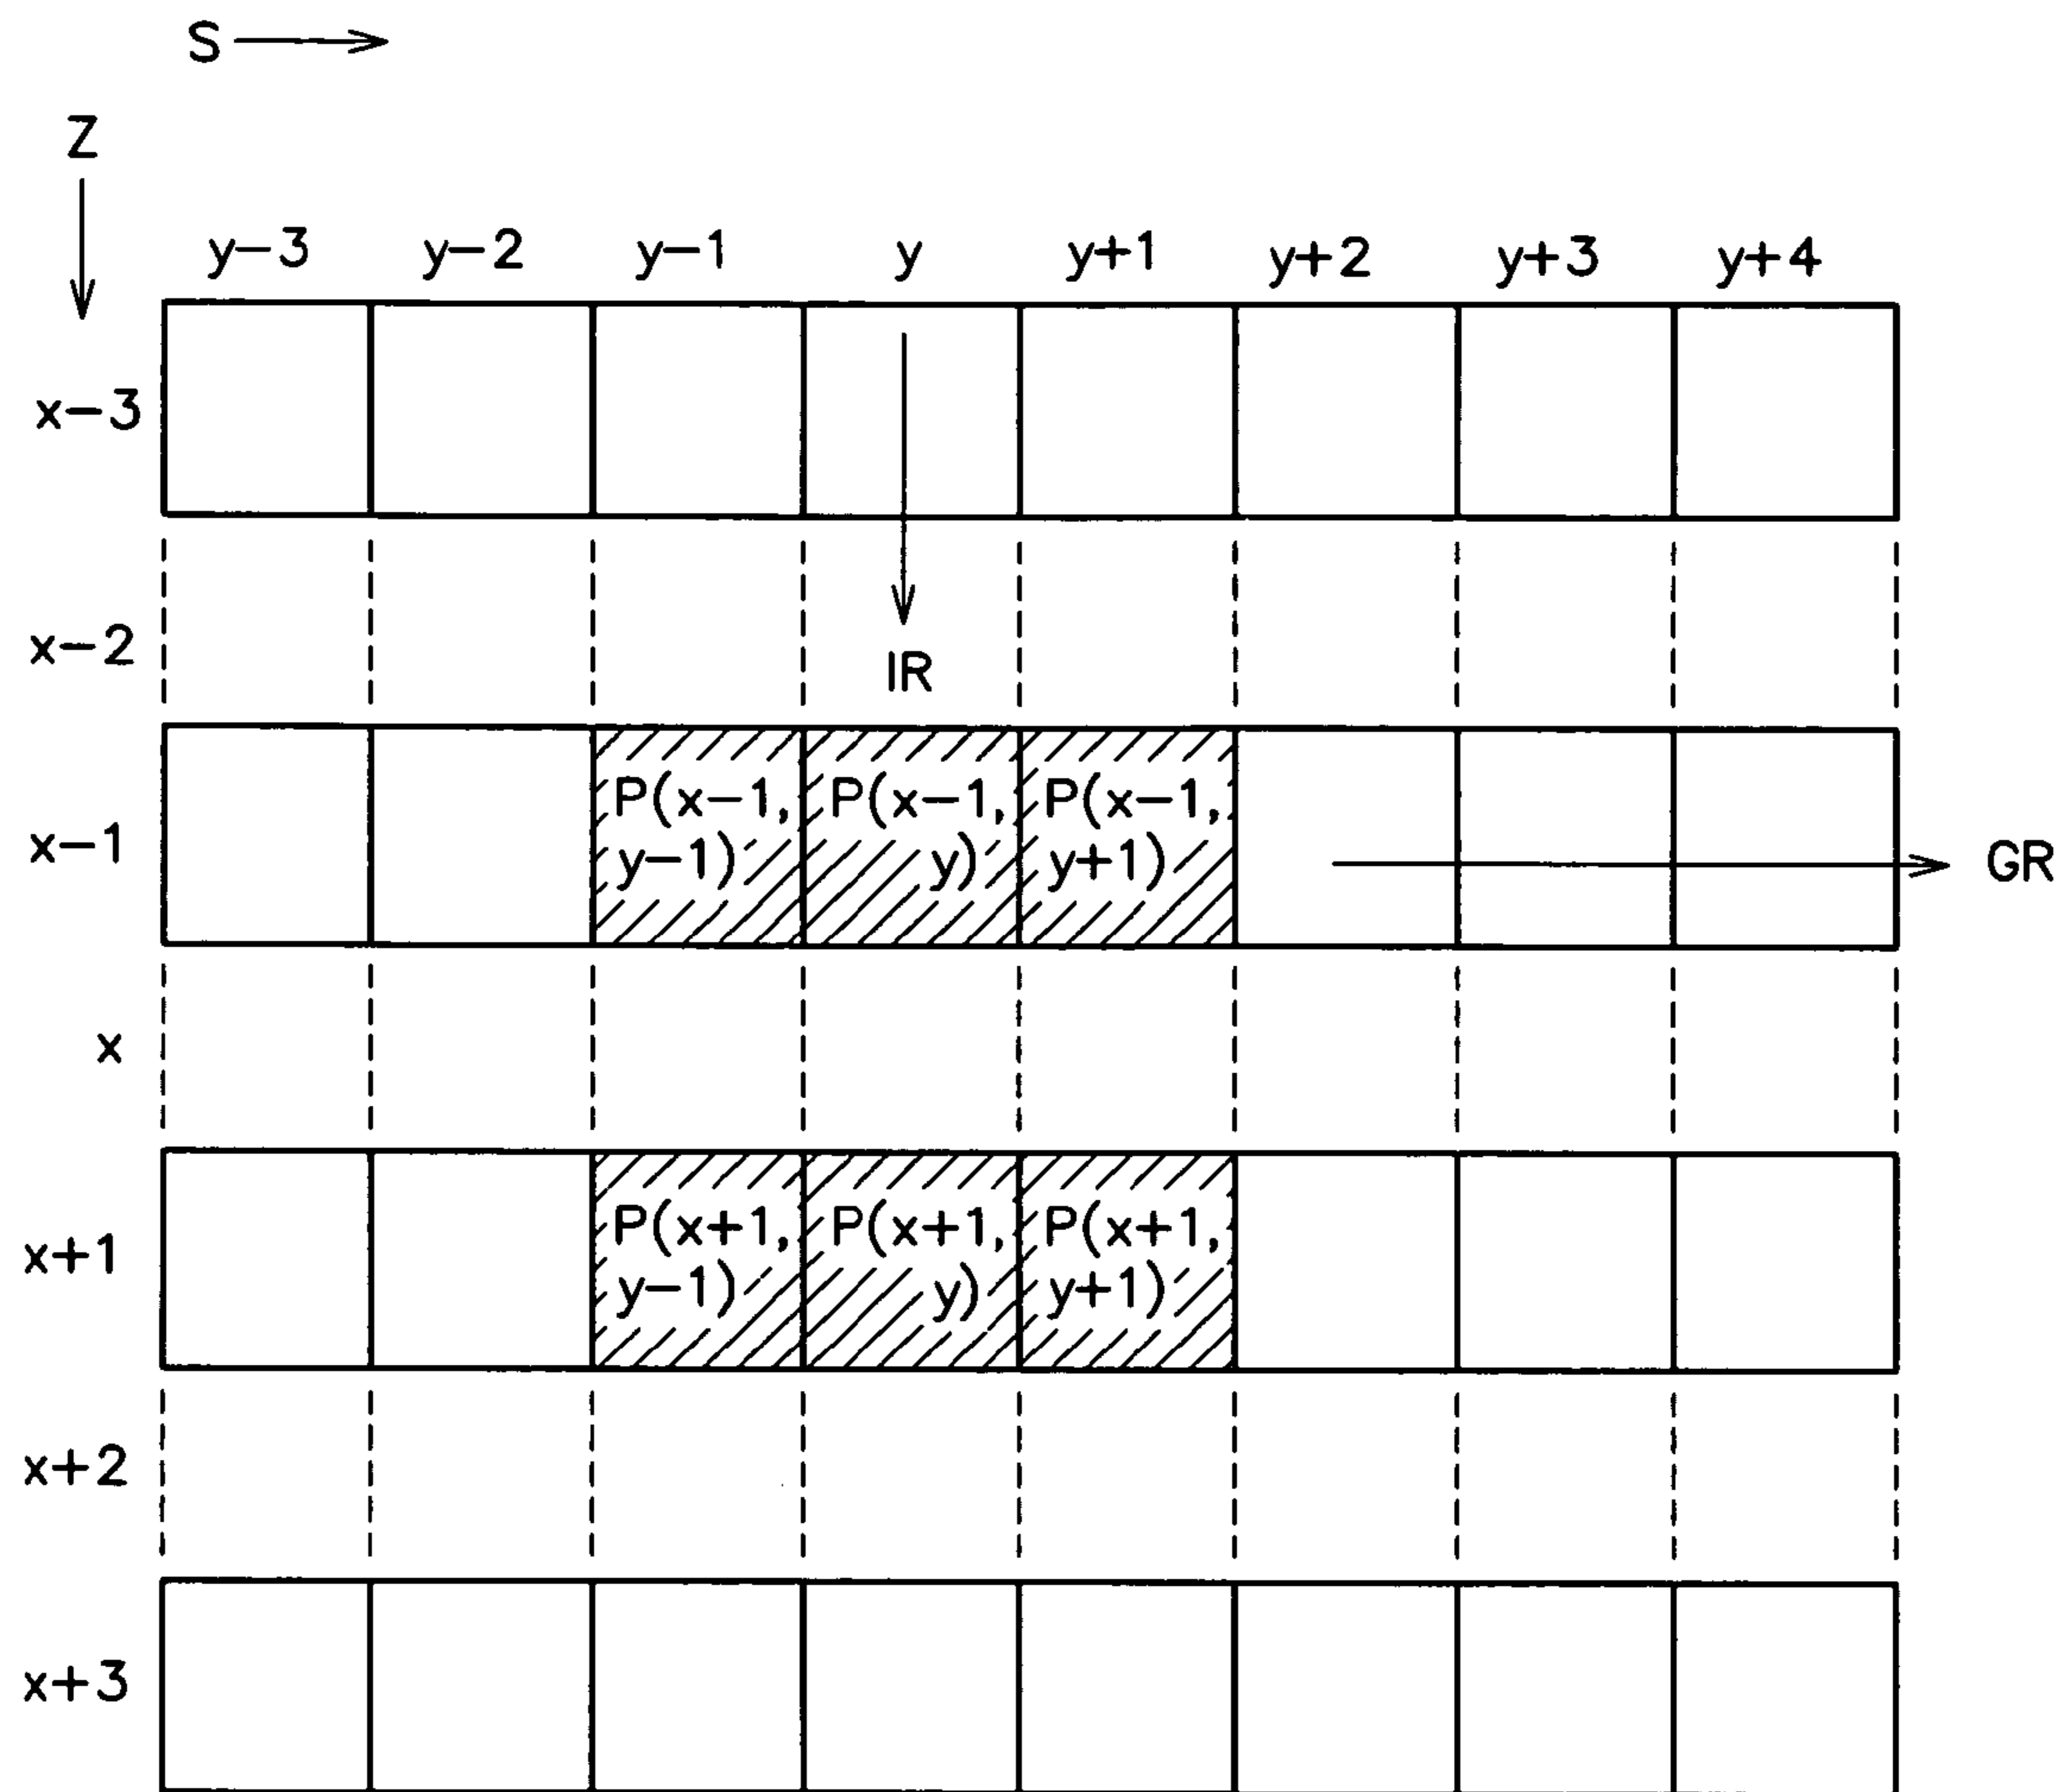 S
Z
y-3 y-2 y-1 y y+1 y+2 y+3 y+4
x-3
x-2
IR
x-1
P(x-1, P(x-1, P(x-1,
y-1) y) y+1)
GR
x
x+1
P(x+1, P(x+1, P(x+1,
y-1) y) y+1)
x+2
x+3